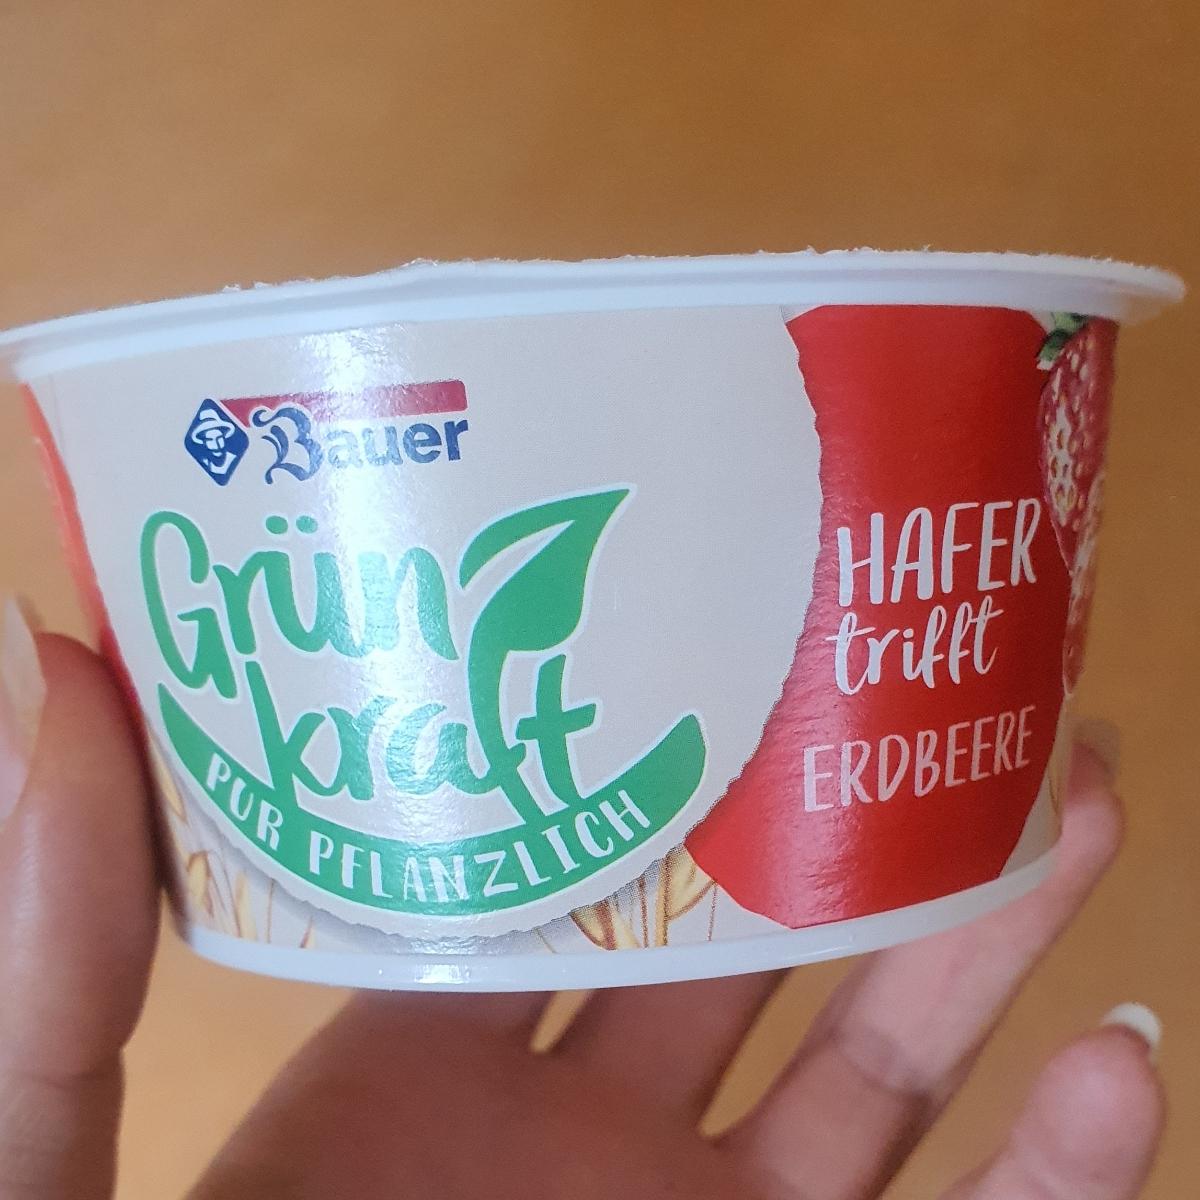 Bauer
Grün
kraft
PUR PFLANZLICH
HAFER
trifft
ERDBEERE